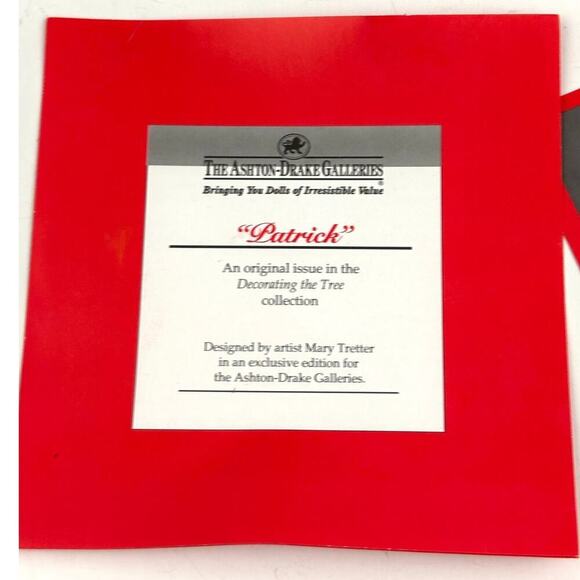 THE ASHTON-DRAKE GALLERIES
®
Bringing You Dolls of Irresistible Value
"Patrick"
An original issue in the
Decorating the Tree
collection
Designed by artist Mary Tretter
in an exclusive edition for
the Ashton-Drake Galleries.